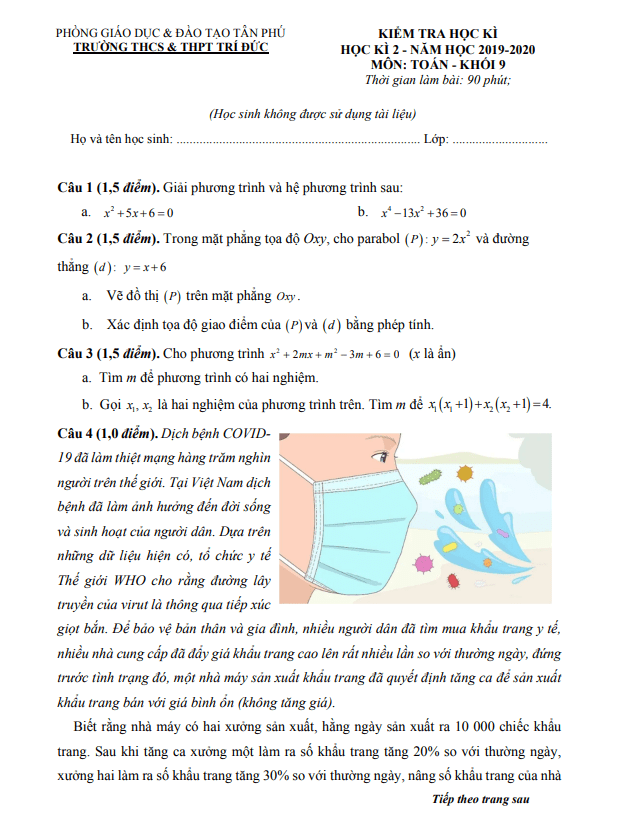 PHÒNG GIÁO DỤC & ĐÀO TẠO TÂN PHÚ
TRƯỜNG THCS & THPT TRÍ ĐỨC
KIỂM TRA HỌC KÌ
HỌC KÌ 2 - NĂM HỌC 2019-2020
MÔN: TOÁN - KHỐI 9
Thời gian làm bài: 90 phút;
(Học sinh không được sử dụng tài liệu)
Họ và tên học sinh: .......................................................................... Lớp: .............................
Câu 1 (1,5 điểm). Giải phương trình và hệ phương trình sau:
a. x² + 5x + 6 = 0 b. x⁴ − 13x² + 36 = 0
Câu 2 (1,5 điểm). Trong mặt phẳng tọa độ Oxy, cho parabol (P): y = 2x² và đường
thẳng (d): y = x + 6
a. Vẽ đồ thị (P) trên mặt phẳng Oxy.
b. Xác định tọa độ giao điểm của (P) và (d) bằng phép tính.
Câu 3 (1,5 điểm). Cho phương trình x² + 2mx + m² − 3m + 6 = 0 (x là ẩn)
a. Tìm m để phương trình có hai nghiệm.
b. Gọi x₁, x₂ là hai nghiệm của phương trình trên. Tìm m để x₁(x₁ + 1) + x₂(x₂ + 1) = 4.
Câu 4 (1,0 điểm). Dịch bệnh COVID-
19 đã làm thiệt mạng hàng trăm nghìn
người trên thế giới. Tại Việt Nam dịch
bệnh đã làm ảnh hưởng đến đời sống
và sinh hoạt của người dân. Dựa trên
những dữ liệu hiện có, tổ chức y tế
Thế giới WHO cho rằng đường lây
truyền của virut là thông qua tiếp xúc
giọt bắn. Để bảo vệ bản thân và gia đình, nhiều người dân đã tìm mua khẩu trang y tế,
nhiều nhà cung cấp đã đẩy giá khẩu trang cao lên rất nhiều lần so với thường ngày, đứng
trước tình trạng đó, một nhà máy sản xuất khẩu trang đã quyết định tăng ca để sản xuất
khẩu trang bán với giá bình ổn (không tăng giá).
Biết rằng nhà máy có hai xưởng sản xuất, hằng ngày sản xuất ra 10 000 chiếc khẩu
trang. Sau khi tăng ca xưởng một làm ra số khẩu trang tăng 20% so với thường ngày,
xưởng hai làm ra số khẩu trang tăng 30% so với thường ngày, nâng số khẩu trang của nhà
Tiếp theo trang sau